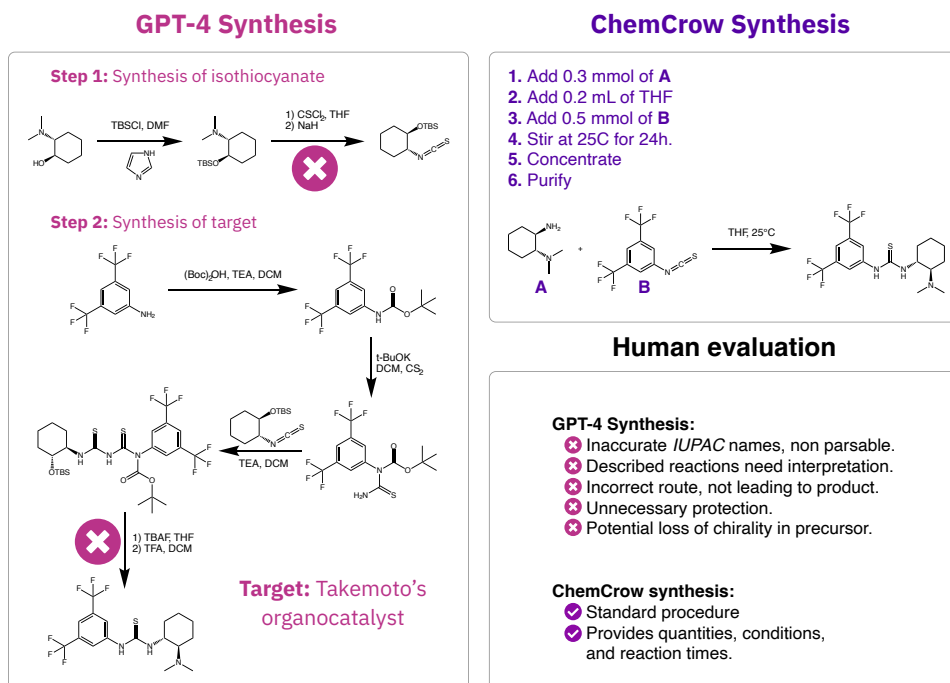 GPT-4 Synthesis
Step 1: Synthesis of isothiocyanate
N
HO
TBSCl, DMF
NH
N
N
TBSO
1) CSCl2, THF
2) NaH
OTBS
N
C
S
Step 2: Synthesis of target
F
F
F
F
F
F
NH2
(Boc)2OH, TEA, DCM
F
F
F
F
F
F
N
H
O
O
t-BuOK
DCM, CS2
F
F
F
F
F
F
N
O
O
H2N
S
OTBS
N
C
S
TEA, DCM
S
S
N
H
N
H
N
OTBS
O
O
F
F
F
F
F
F
1) TBAF, THF
2) TFA, DCM
F
F
F
F
F
F
N
H
S
N
H
N
Target: Takemoto's
organocatalyst
ChemCrow Synthesis
1. Add 0.3 mmol of A
2. Add 0.2 mL of THF
3. Add 0.5 mmol of B
4. Stir at 25C for 24h.
5. Concentrate
6. Purify
NH2
N
A
+
F
F
F
F
F
F
N
C
S
B
THF, 25°C
F
F
F
F
F
F
NH
S
HN
N
Human evaluation
GPT-4 Synthesis:
Inaccurate IUPAC names, non parsable.
Described reactions need interpretation.
Incorrect route, not leading to product.
Unnecessary protection.
Potential loss of chirality in precursor.
ChemCrow synthesis:
Standard procedure
Provides quantities, conditions,
and reaction times.